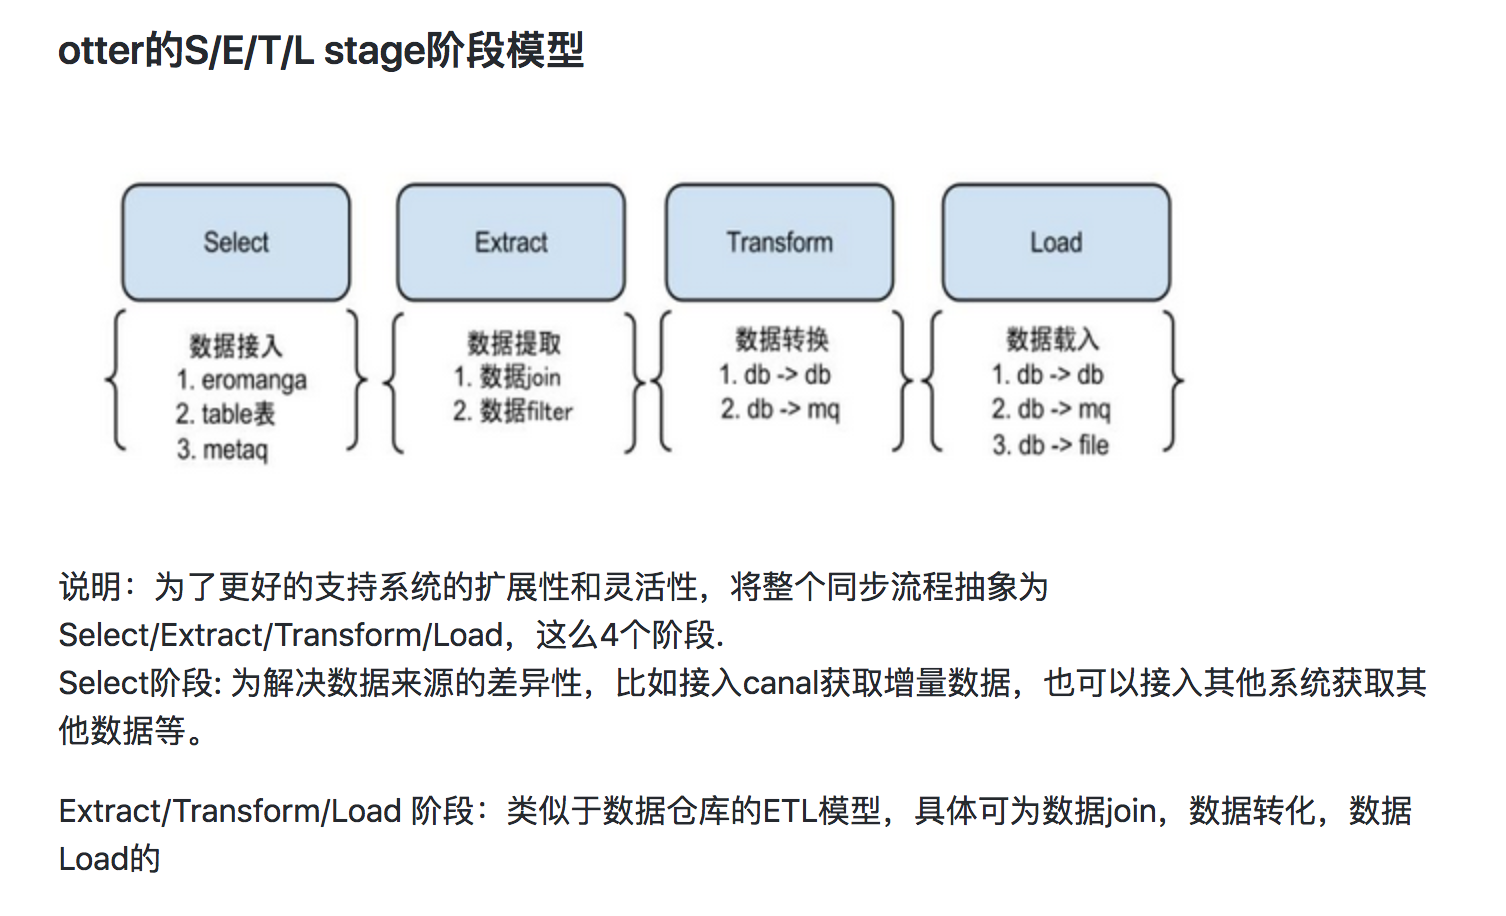 otter的S/E/T/L stage阶段模型
Select
Extract
Transform
Load
数据接入
1. eromanga
2. table表
3. metaq
数据提取
1. 数据join
2. 数据filter
数据转换
1. db -> db
2. db -> mq
数据载入
1. db -> db
2. db -> mq
3. db -> file
说明：为了更好的支持系统的扩展性和灵活性，将整个同步流程抽象为
Select/Extract/Transform/Load，这么4个阶段.
Select阶段: 为解决数据来源的差异性，比如接入canal获取增量数据，也可以接入其他系统获取其
他数据等。
Extract/Transform/Load 阶段：类似于数据仓库的ETL模型，具体可为数据join，数据转化，数据
Load的